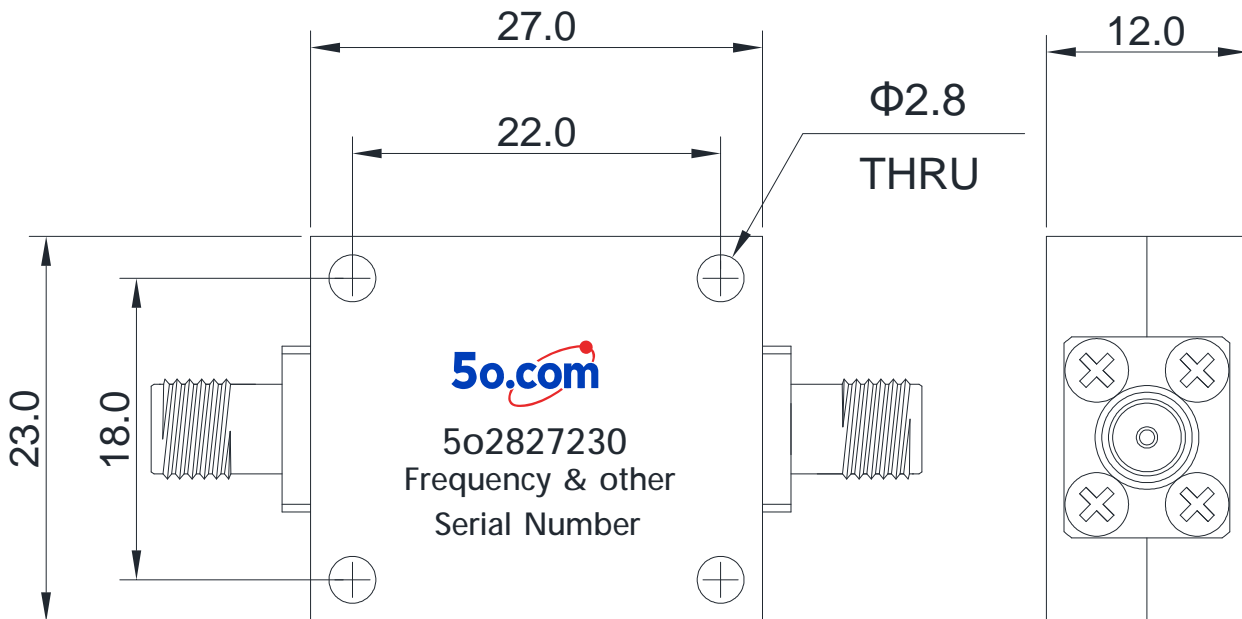 27.0
12.0
22.0
Φ2.8
THRU
23.0
18.0
5o.com
5o2827230
Frequency & other
Serial Number